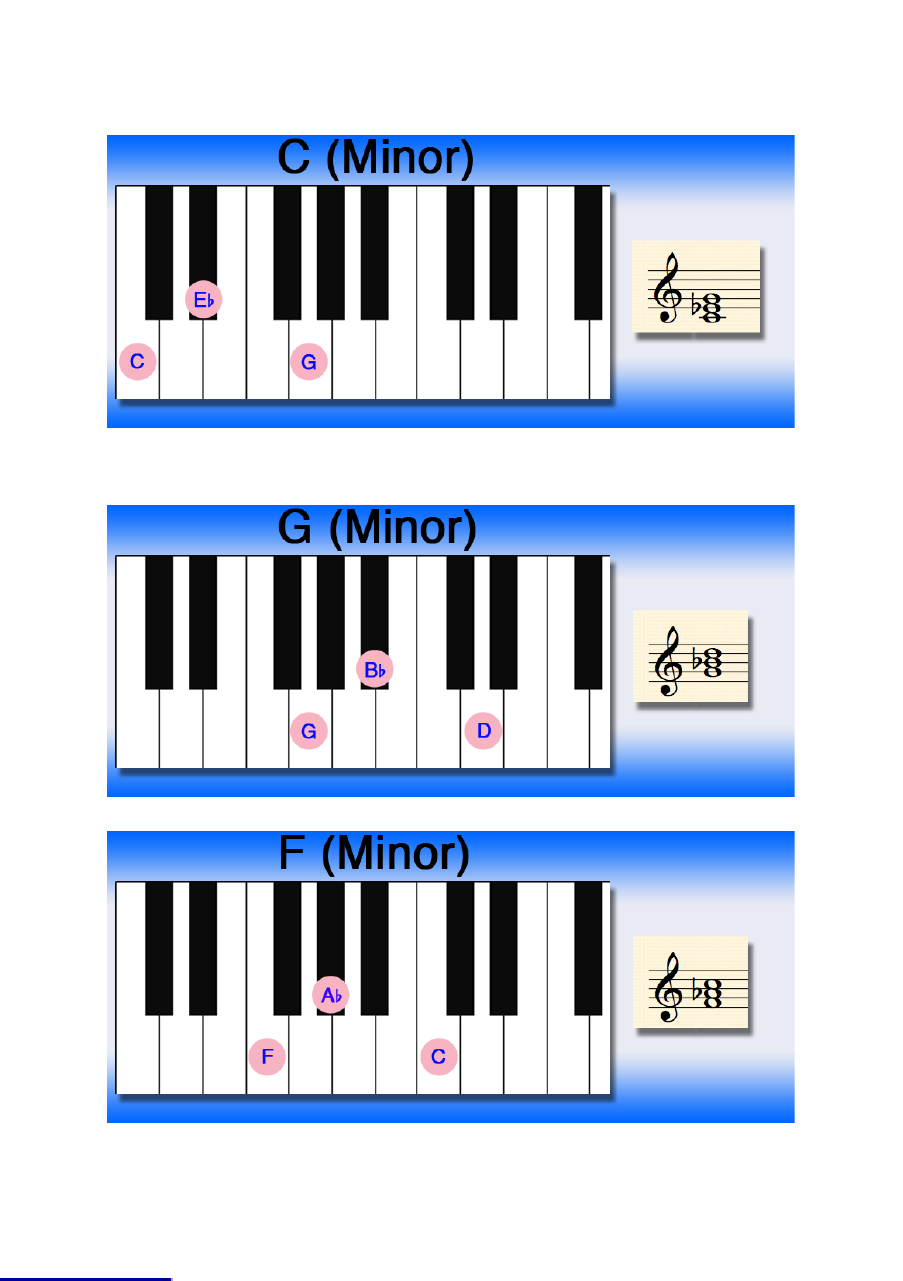 C (Minor)
E♭
C G
G (Minor)
B♭
G D
F (Minor)
A♭
F C